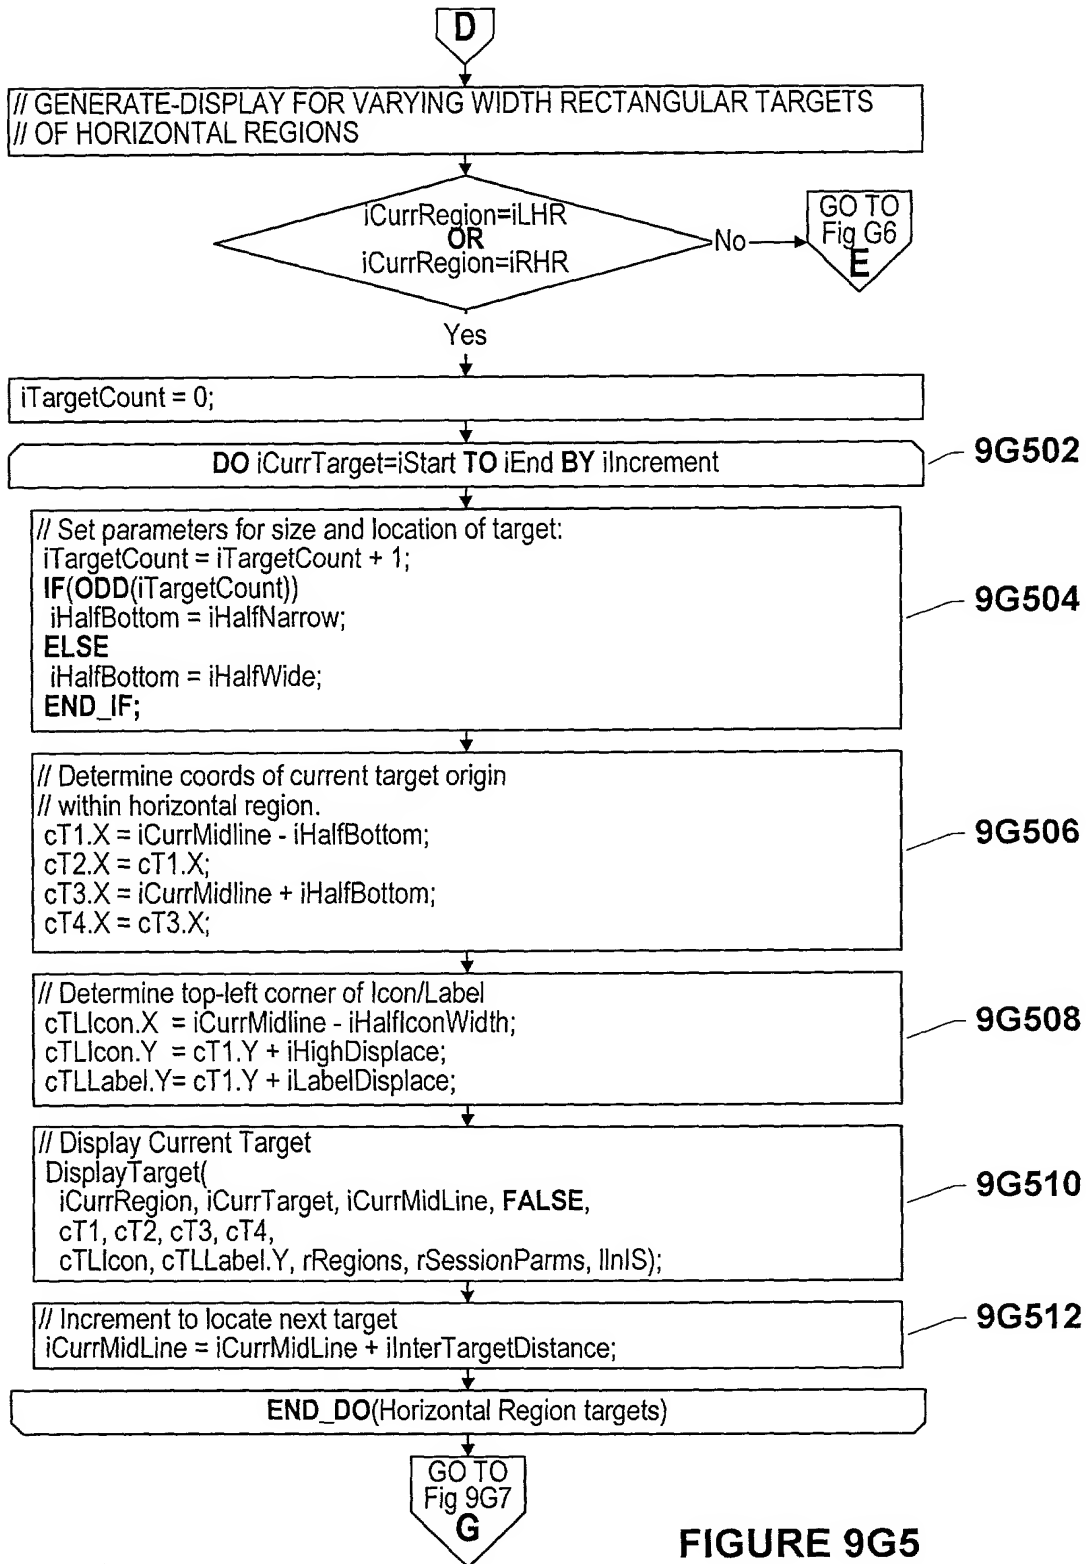 D
// GENERATE-DISPLAY FOR VARYING WIDTH RECTANGULAR TARGETS
// OF HORIZONTAL REGIONS
iCurrRegion=iLHR
OR
iCurrRegion=iRHR
No
GO TO
Fig G6
E
Yes
iTargetCount = 0;
DO iCurrTarget=iStart TO iEnd BY iIncrement
9G502
// Set parameters for size and location of target:
iTargetCount = iTargetCount + 1;
IF(ODD(iTargetCount))
iHalfBottom = iHalfNarrow;
ELSE
iHalfBottom = iHalfWide;
END_IF;
9G504
// Determine coords of current target origin
// within horizontal region.
cT1.X = iCurrMidline - iHalfBottom;
cT2.X = cT1.X;
cT3.X = iCurrMidline + iHalfBottom;
cT4.X = cT3.X;
9G506
// Determine top-left corner of Icon/Label
cTLIcon.X = iCurrMidline - iHalfIconWidth;
cTLIcon.Y = cT1.Y + iHighDisplace;
cTLLabel.Y= cT1.Y + iLabelDisplace;
9G508
// Display Current Target
DisplayTarget(
iCurrRegion, iCurrTarget, iCurrMidLine, FALSE,
cT1, cT2, cT3, cT4,
cTLIcon, cTLLabel.Y, rRegions, rSessionParms, lInIS);
9G510
// Increment to locate next target
iCurrMidLine = iCurrMidLine + iInterTargetDistance;
9G512
END_DO(Horizontal Region targets)
GO TO
Fig 9G7
G
FIGURE 9G5